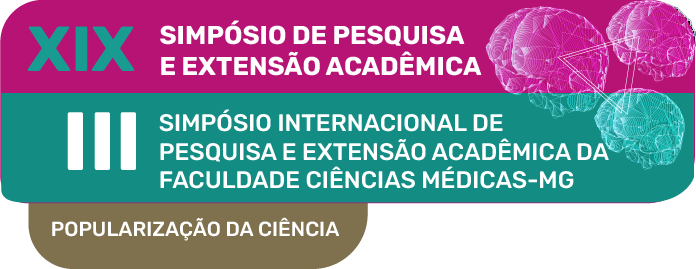 XIX
SIMPÓSIO DE PESQUISA
E EXTENSÃO ACADÊMICA
III
SIMPÓSIO INTERNACIONAL DE
PESQUISA E EXTENSÃO ACADÊMICA DA
FACULDADE CIÊNCIAS MÉDICAS-MG
POPULARIZAÇÃO DA CIÊNCIA